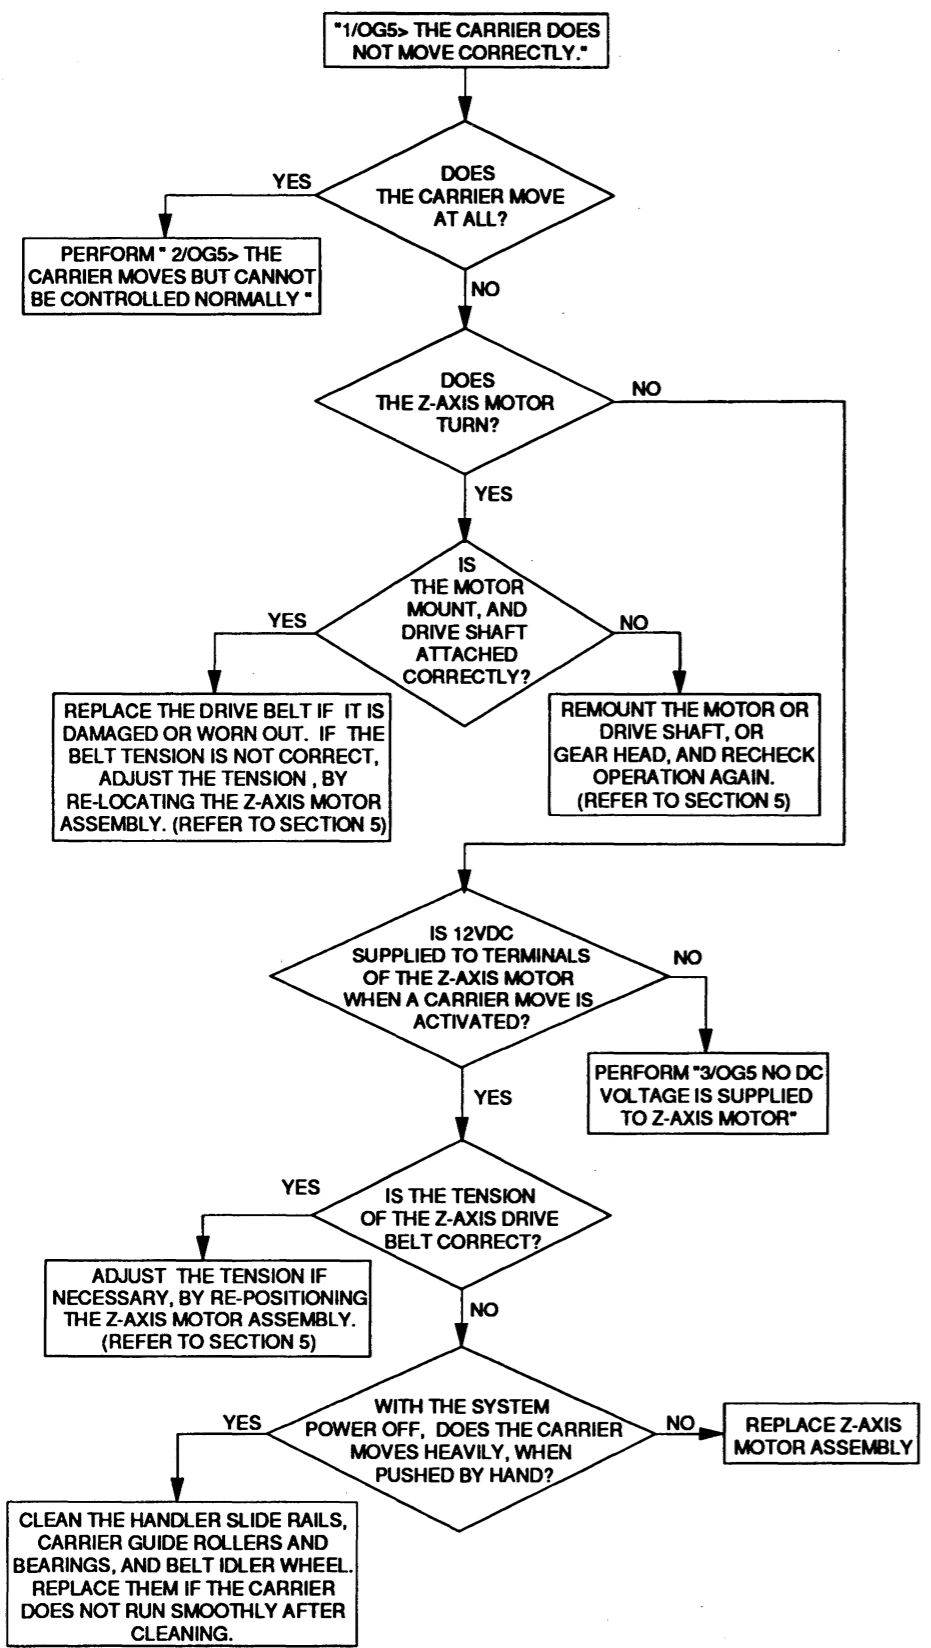 "1/OG5> THE CARRIER DOES
NOT MOVE CORRECTLY."
DOES
THE CARRIER MOVE
AT ALL?
YES
PERFORM " 2/OG5> THE
CARRIER MOVES BUT CANNOT
BE CONTROLLED NORMALLY "
NO
DOES
THE Z-AXIS MOTOR
TURN?
NO
YES
IS
THE MOTOR
MOUNT, AND
DRIVE SHAFT
ATTACHED
CORRECTLY?
YES
NO
REPLACE THE DRIVE BELT IF IT IS
DAMAGED OR WORN OUT. IF THE
BELT TENSION IS NOT CORRECT,
ADJUST THE TENSION , BY
RE-LOCATING THE Z-AXIS MOTOR
ASSEMBLY. (REFER TO SECTION 5)
REMOUNT THE MOTOR OR
DRIVE SHAFT, OR
GEAR HEAD, AND RECHECK
OPERATION AGAIN.
(REFER TO SECTION 5)
IS 12VDC
SUPPLIED TO TERMINALS
OF THE Z-AXIS MOTOR
WHEN A CARRIER MOVE IS
ACTIVATED?
NO
PERFORM "3/OG5 NO DC
VOLTAGE IS SUPPLIED
TO Z-AXIS MOTOR"
YES
IS THE TENSION
OF THE Z-AXIS DRIVE
BELT CORRECT?
YES
ADJUST THE TENSION IF
NECESSARY, BY RE-POSITIONING
THE Z-AXIS MOTOR ASSEMBLY.
(REFER TO SECTION 5)
NO
WITH THE SYSTEM
POWER OFF, DOES THE CARRIER
MOVES HEAVILY, WHEN
PUSHED BY HAND?
YES
NO
REPLACE Z-AXIS
MOTOR ASSEMBLY
CLEAN THE HANDLER SLIDE RAILS,
CARRIER GUIDE ROLLERS AND
BEARINGS, AND BELT IDLER WHEEL.
REPLACE THEM IF THE CARRIER
DOES NOT RUN SMOOTHLY AFTER
CLEANING.